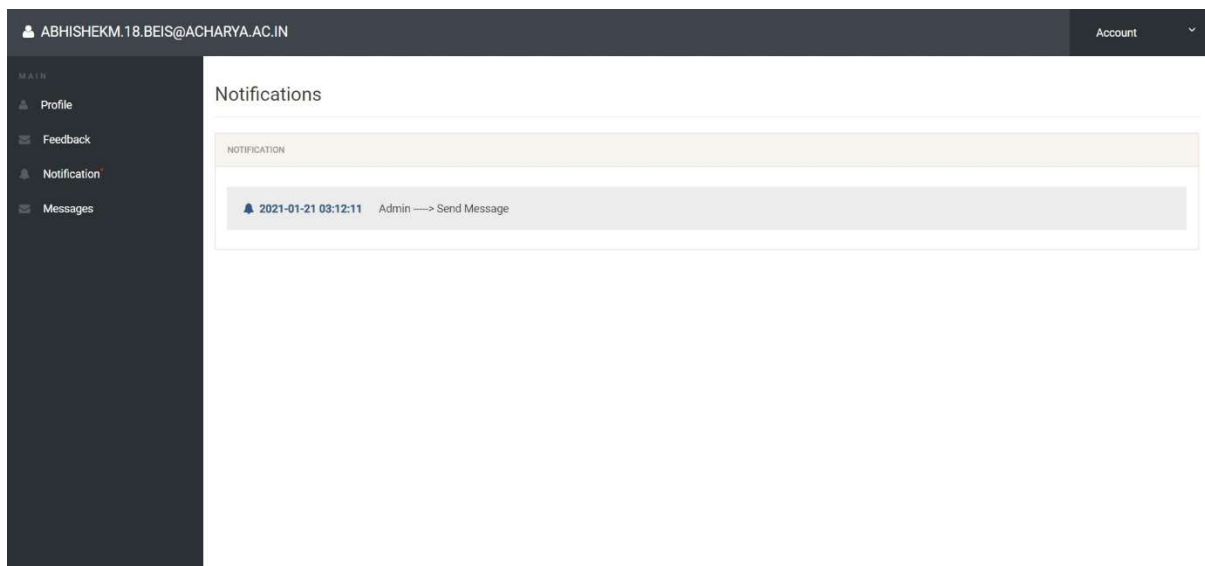 ABHISHEKM.18.BEIS@ACHARYA.AC.IN
Account
MAIN
Profile
Feedback
Notification*
Messages
Notifications
NOTIFICATION
2021-01-21 03:12:11 Admin ----> Send Message